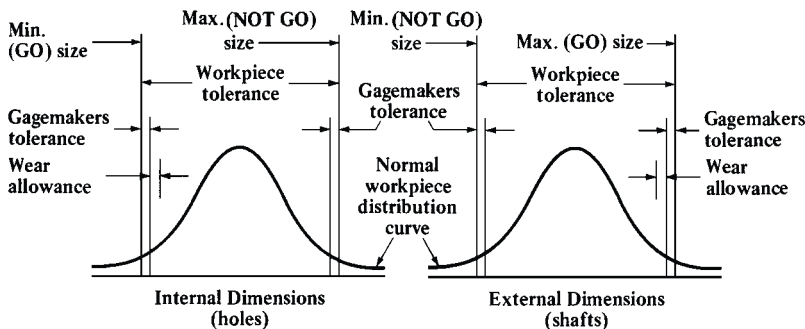 Min.
(GO) size
Max. (NOT GO)
size
Workpiece
tolerance
Gagemakers
tolerance
Wear
allowance
Min. (NOT GO)
size
Gagemakers
tolerance
Normal
workpiece
distribution
curve
Max. (GO) size
Workpiece
tolerance
Gagemakers
tolerance
Wear
allowance
Internal Dimensions
(holes)
External Dimensions
(shafts)